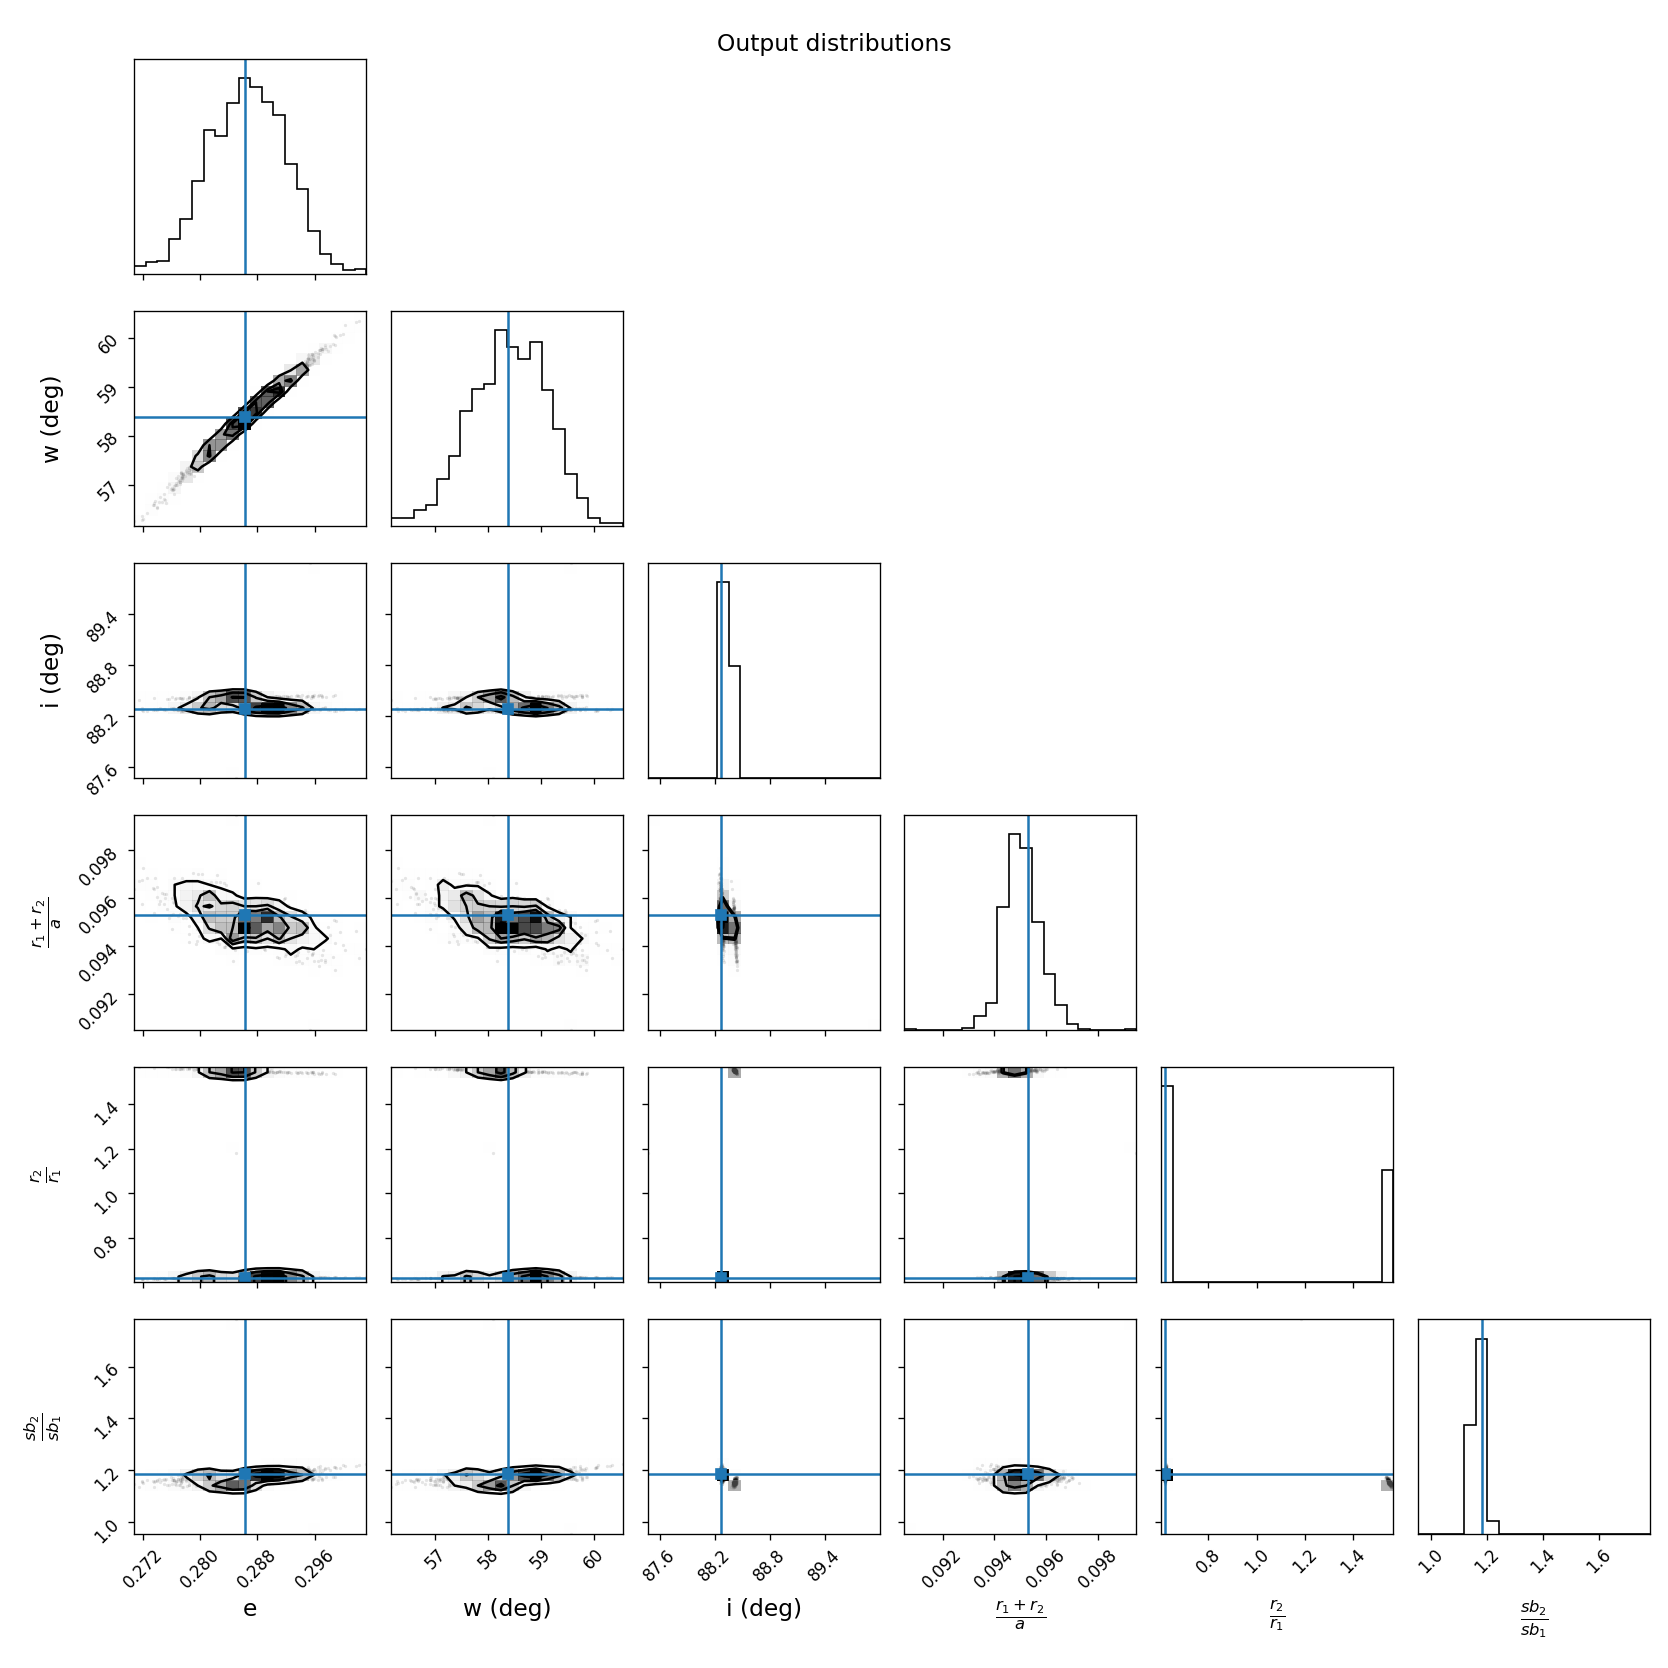 Output distributions
w (deg)
60
59
58
57
i (deg)
89.4
88.8
88.2
87.6
r₁ + r₂
a
0.098
0.096
0.094
0.092
r₂
r₁
1.4
1.2
1.0
0.8
sb₂
sb₁
1.6
1.4
1.2
1.0
0.272 0.280 0.288 0.296 57 58 59 60 87.6 88.2 88.8 89.4 0.092 0.094 0.096 0.098 0.8 1.0 1.2 1.4 1.0 1.2 1.4 1.6
e w (deg) i (deg) r₁ + r₂ r₂ sb₂
a r₁ sb₁